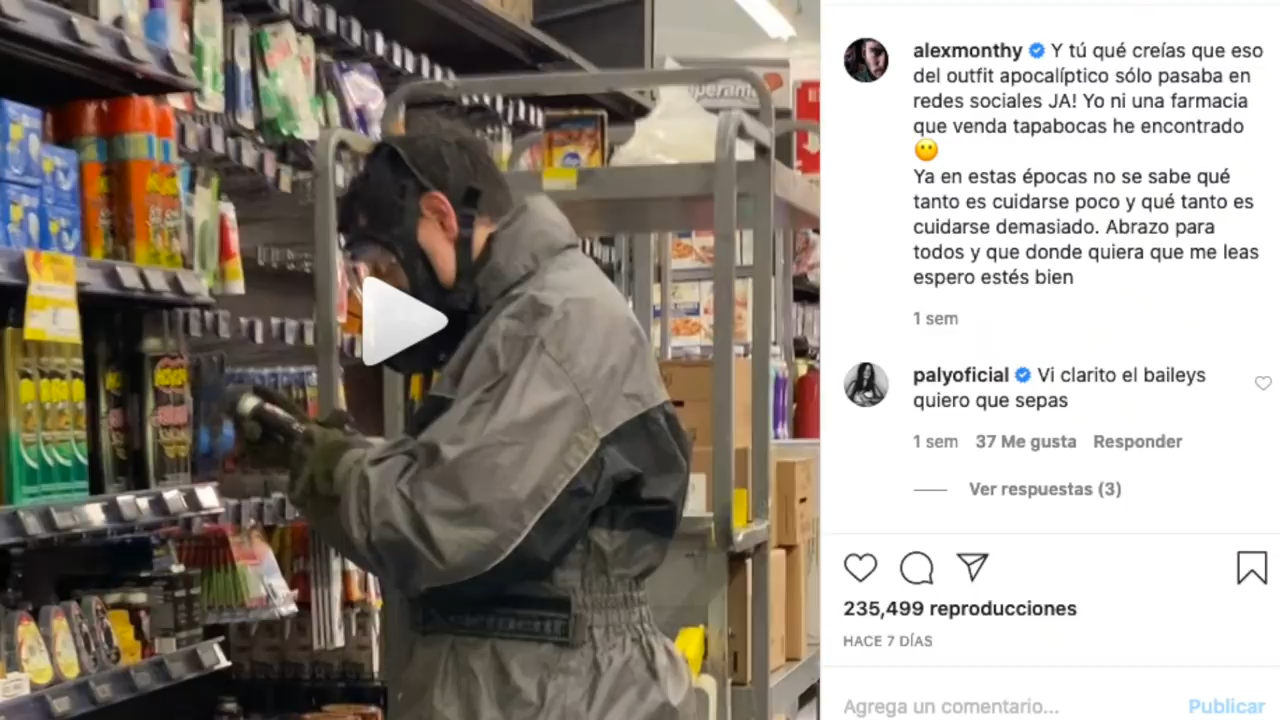 alexmonthy Y tú qué creías que eso
del outfit apocalíptico sólo pasaba en
redes sociales JA! Yo ni una farmacia
que venda tapabocas he encontrado
😶
Ya en estas épocas no se sabe qué
tanto es cuidarse poco y qué tanto es
cuidarse demasiado. Abrazo para
todos y que donde quiera que me leas
espero estés bien
1 sem
palyoficial Vi clarito el baileys
quiero que sepas
1 sem 37 Me gusta Responder
Ver respuestas (3)
235,499 reproducciones
HACE 7 DÍAS
Agrega un comentario... Publicar